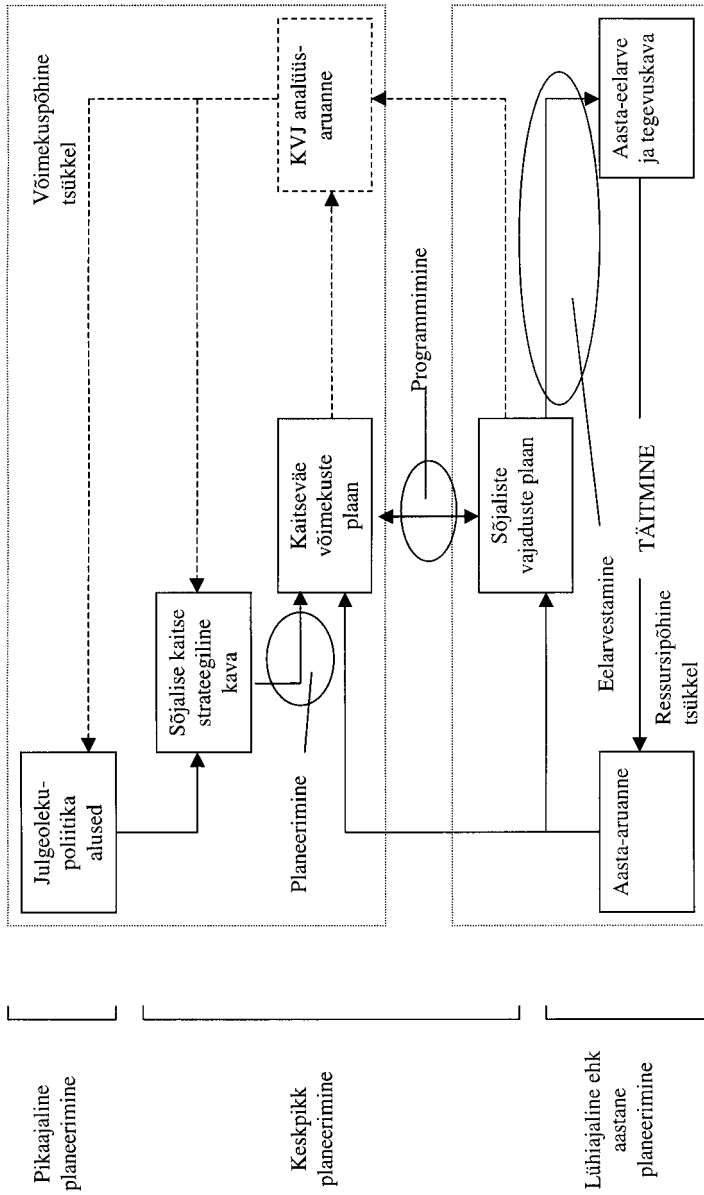 Pikaajaline
planeerimine
Keskpikk
planeerimine
Lühiajaline ehk
aastane
planeerimine
Võimekuspõhine
tsükkel
Julgeoleku-
poliitika
alused
Sõjalise kaitse
strateegiline
kava
Planeerimine
Kaitseväe
võimekuste
plaan
KVJ analüüs-
aruanne
Programmimine
Sõjaliste
vajaduste plaan
Eelarvestamine
Aasta-aruanne
Ressursipõhine
tsükkel
TÄITMINE
Aasta-eelarve
ja tegevuskava